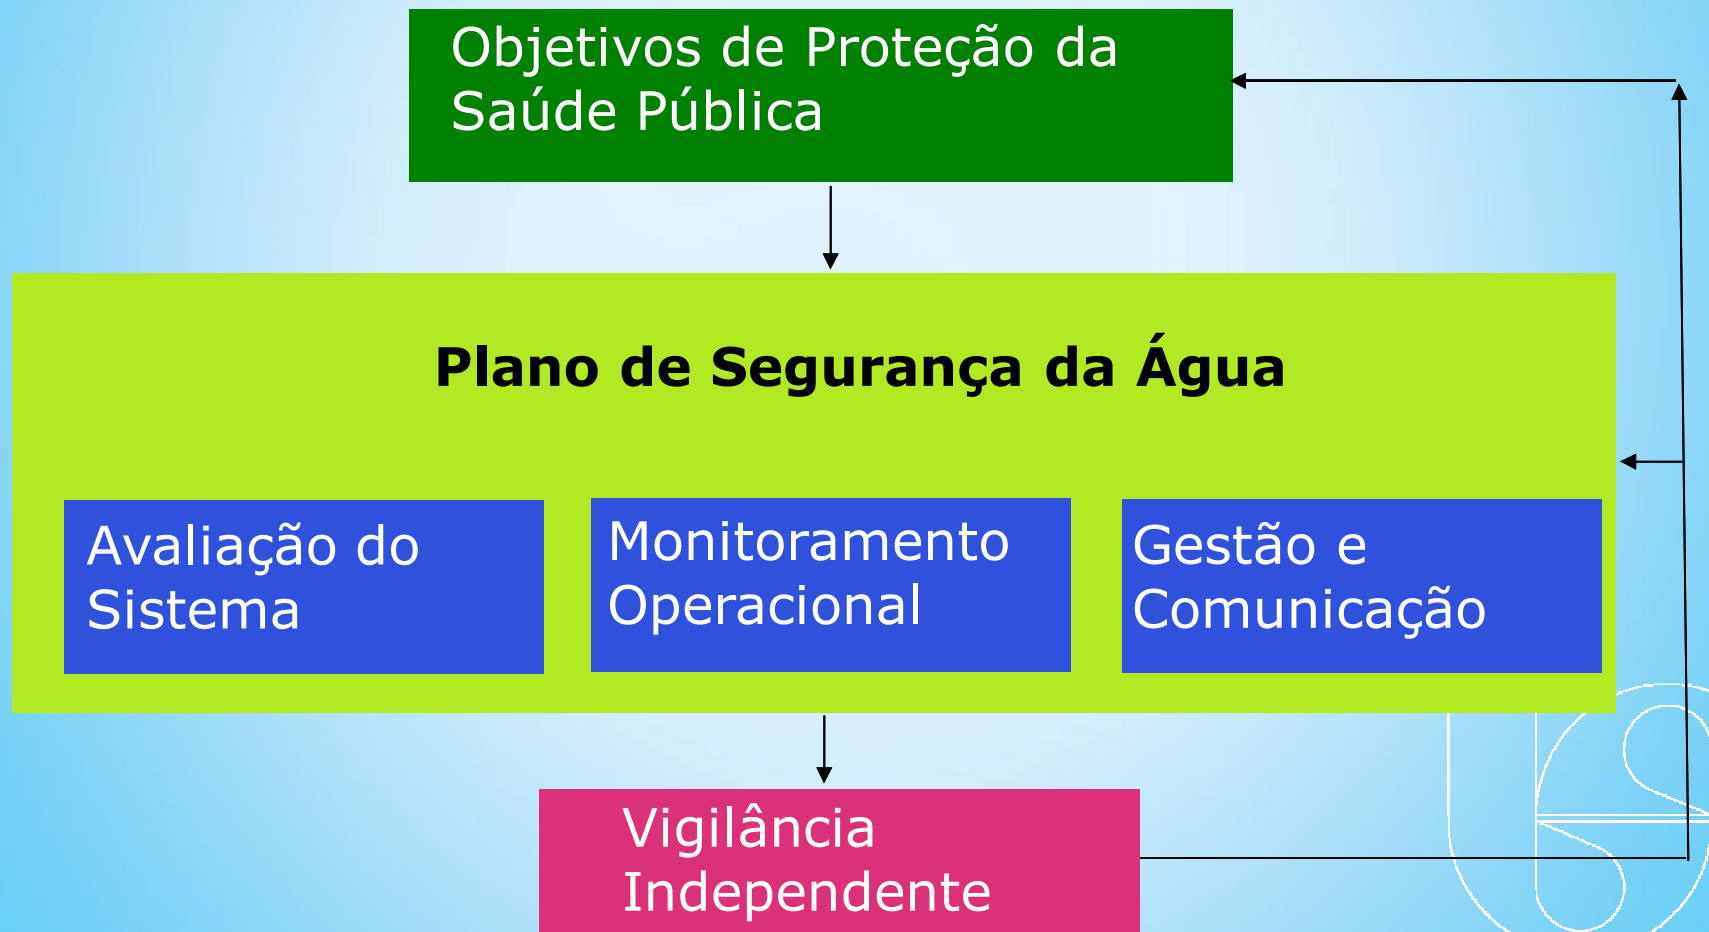 Objetivos de Proteção da
Saúde Pública
Plano de Segurança da Água
Avaliação do
Sistema
Monitoramento
Operacional
Gestão e
Comunicação
Vigilância
Independente